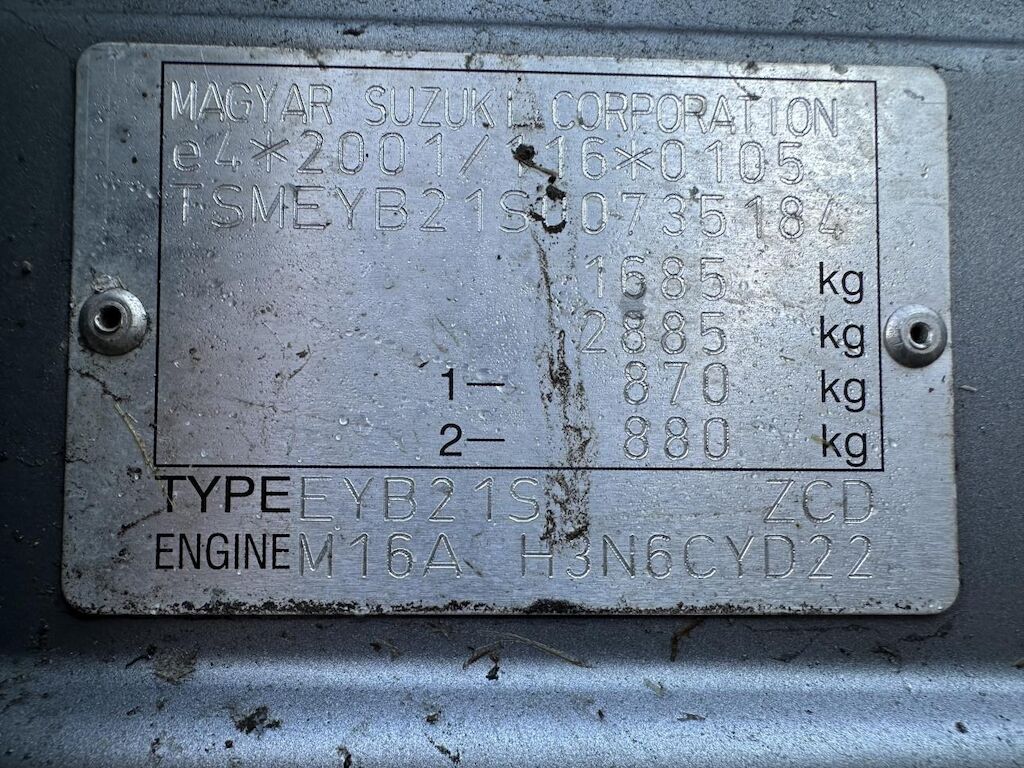 MAGYAR SUZUKI CORPORATION
e4*2001/116*0105
TSMEYB21S00735184
1685 kg
2885 kg
1— 870 kg
2— 880 kg
TYPE EYB21S ZCD
ENGINE M16A H3N6CYD22